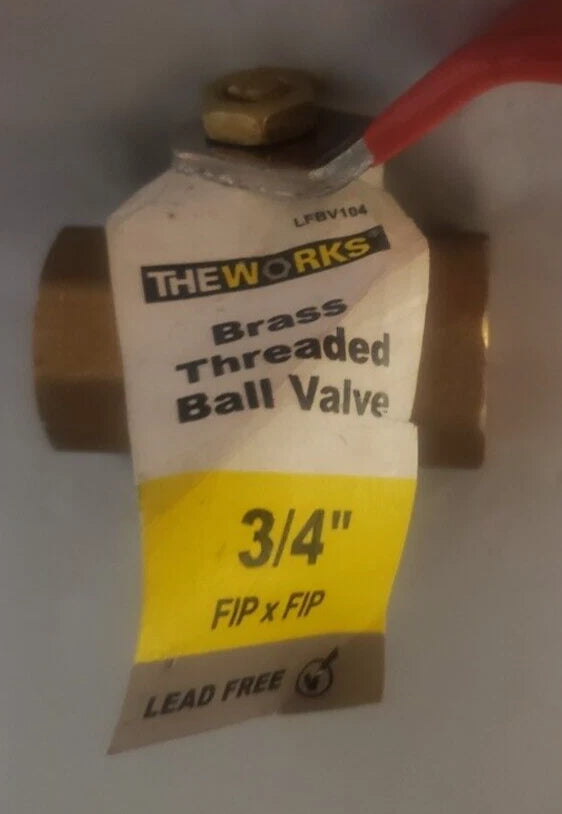 LFBV104
THEWORKS®
Brass
Threaded
Ball Valve
3/4"
FIP x FIP
LEAD FREE